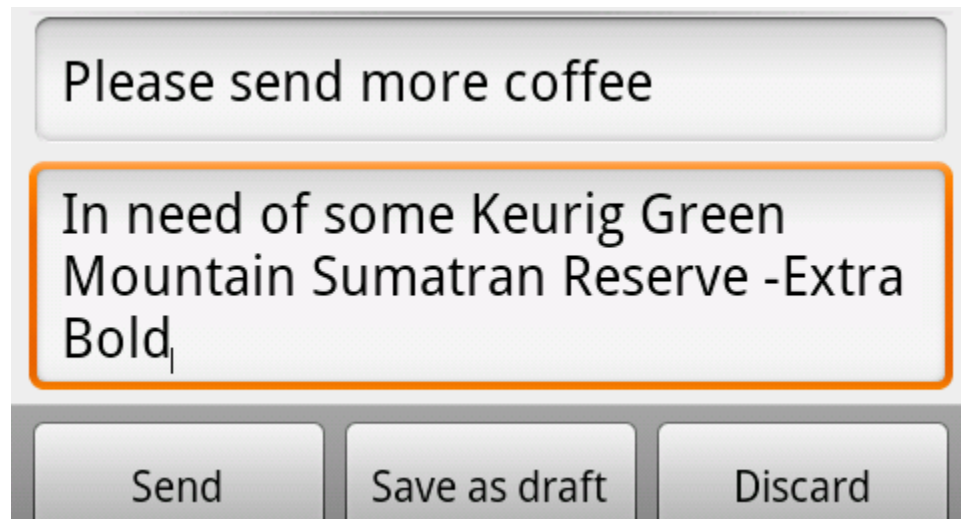 Please send more coffee
In need of some Keurig Green
Mountain Sumatran Reserve -Extra
Bold
Send
Save as draft
Discard